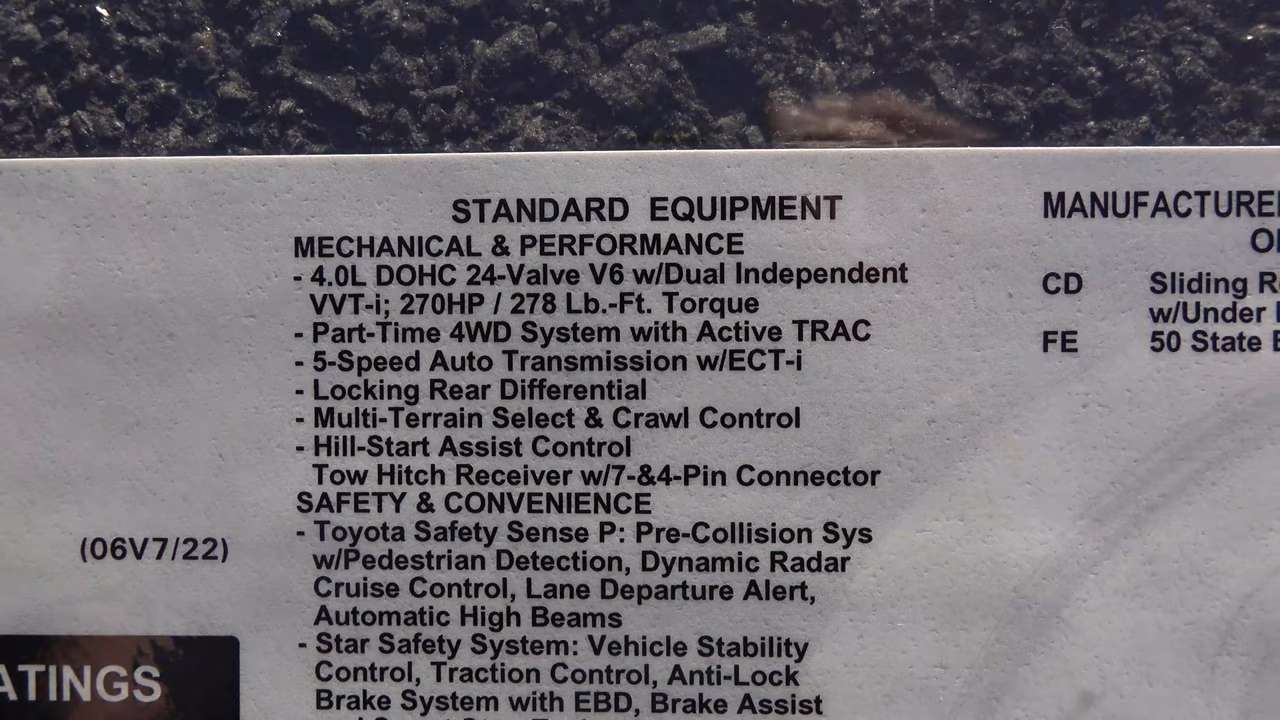 STANDARD EQUIPMENT
MECHANICAL & PERFORMANCE
- 4.0L DOHC 24-Valve V6 w/Dual Independent
VVT-i; 270HP / 278 Lb.-Ft. Torque
- Part-Time 4WD System with Active TRAC
- 5-Speed Auto Transmission w/ECT-i
- Locking Rear Differential
- Multi-Terrain Select & Crawl Control
- Hill-Start Assist Control
Tow Hitch Receiver w/7-&4-Pin Connector
SAFETY & CONVENIENCE
- Toyota Safety Sense P: Pre-Collision Sys
w/Pedestrian Detection, Dynamic Radar
Cruise Control, Lane Departure Alert,
Automatic High Beams
- Star Safety System: Vehicle Stability
Control, Traction Control, Anti-Lock
Brake System with EBD, Brake Assist
MANUFACTURE
CD Sliding
w/Under
FE 50 State
(06V7/22)
ATINGS